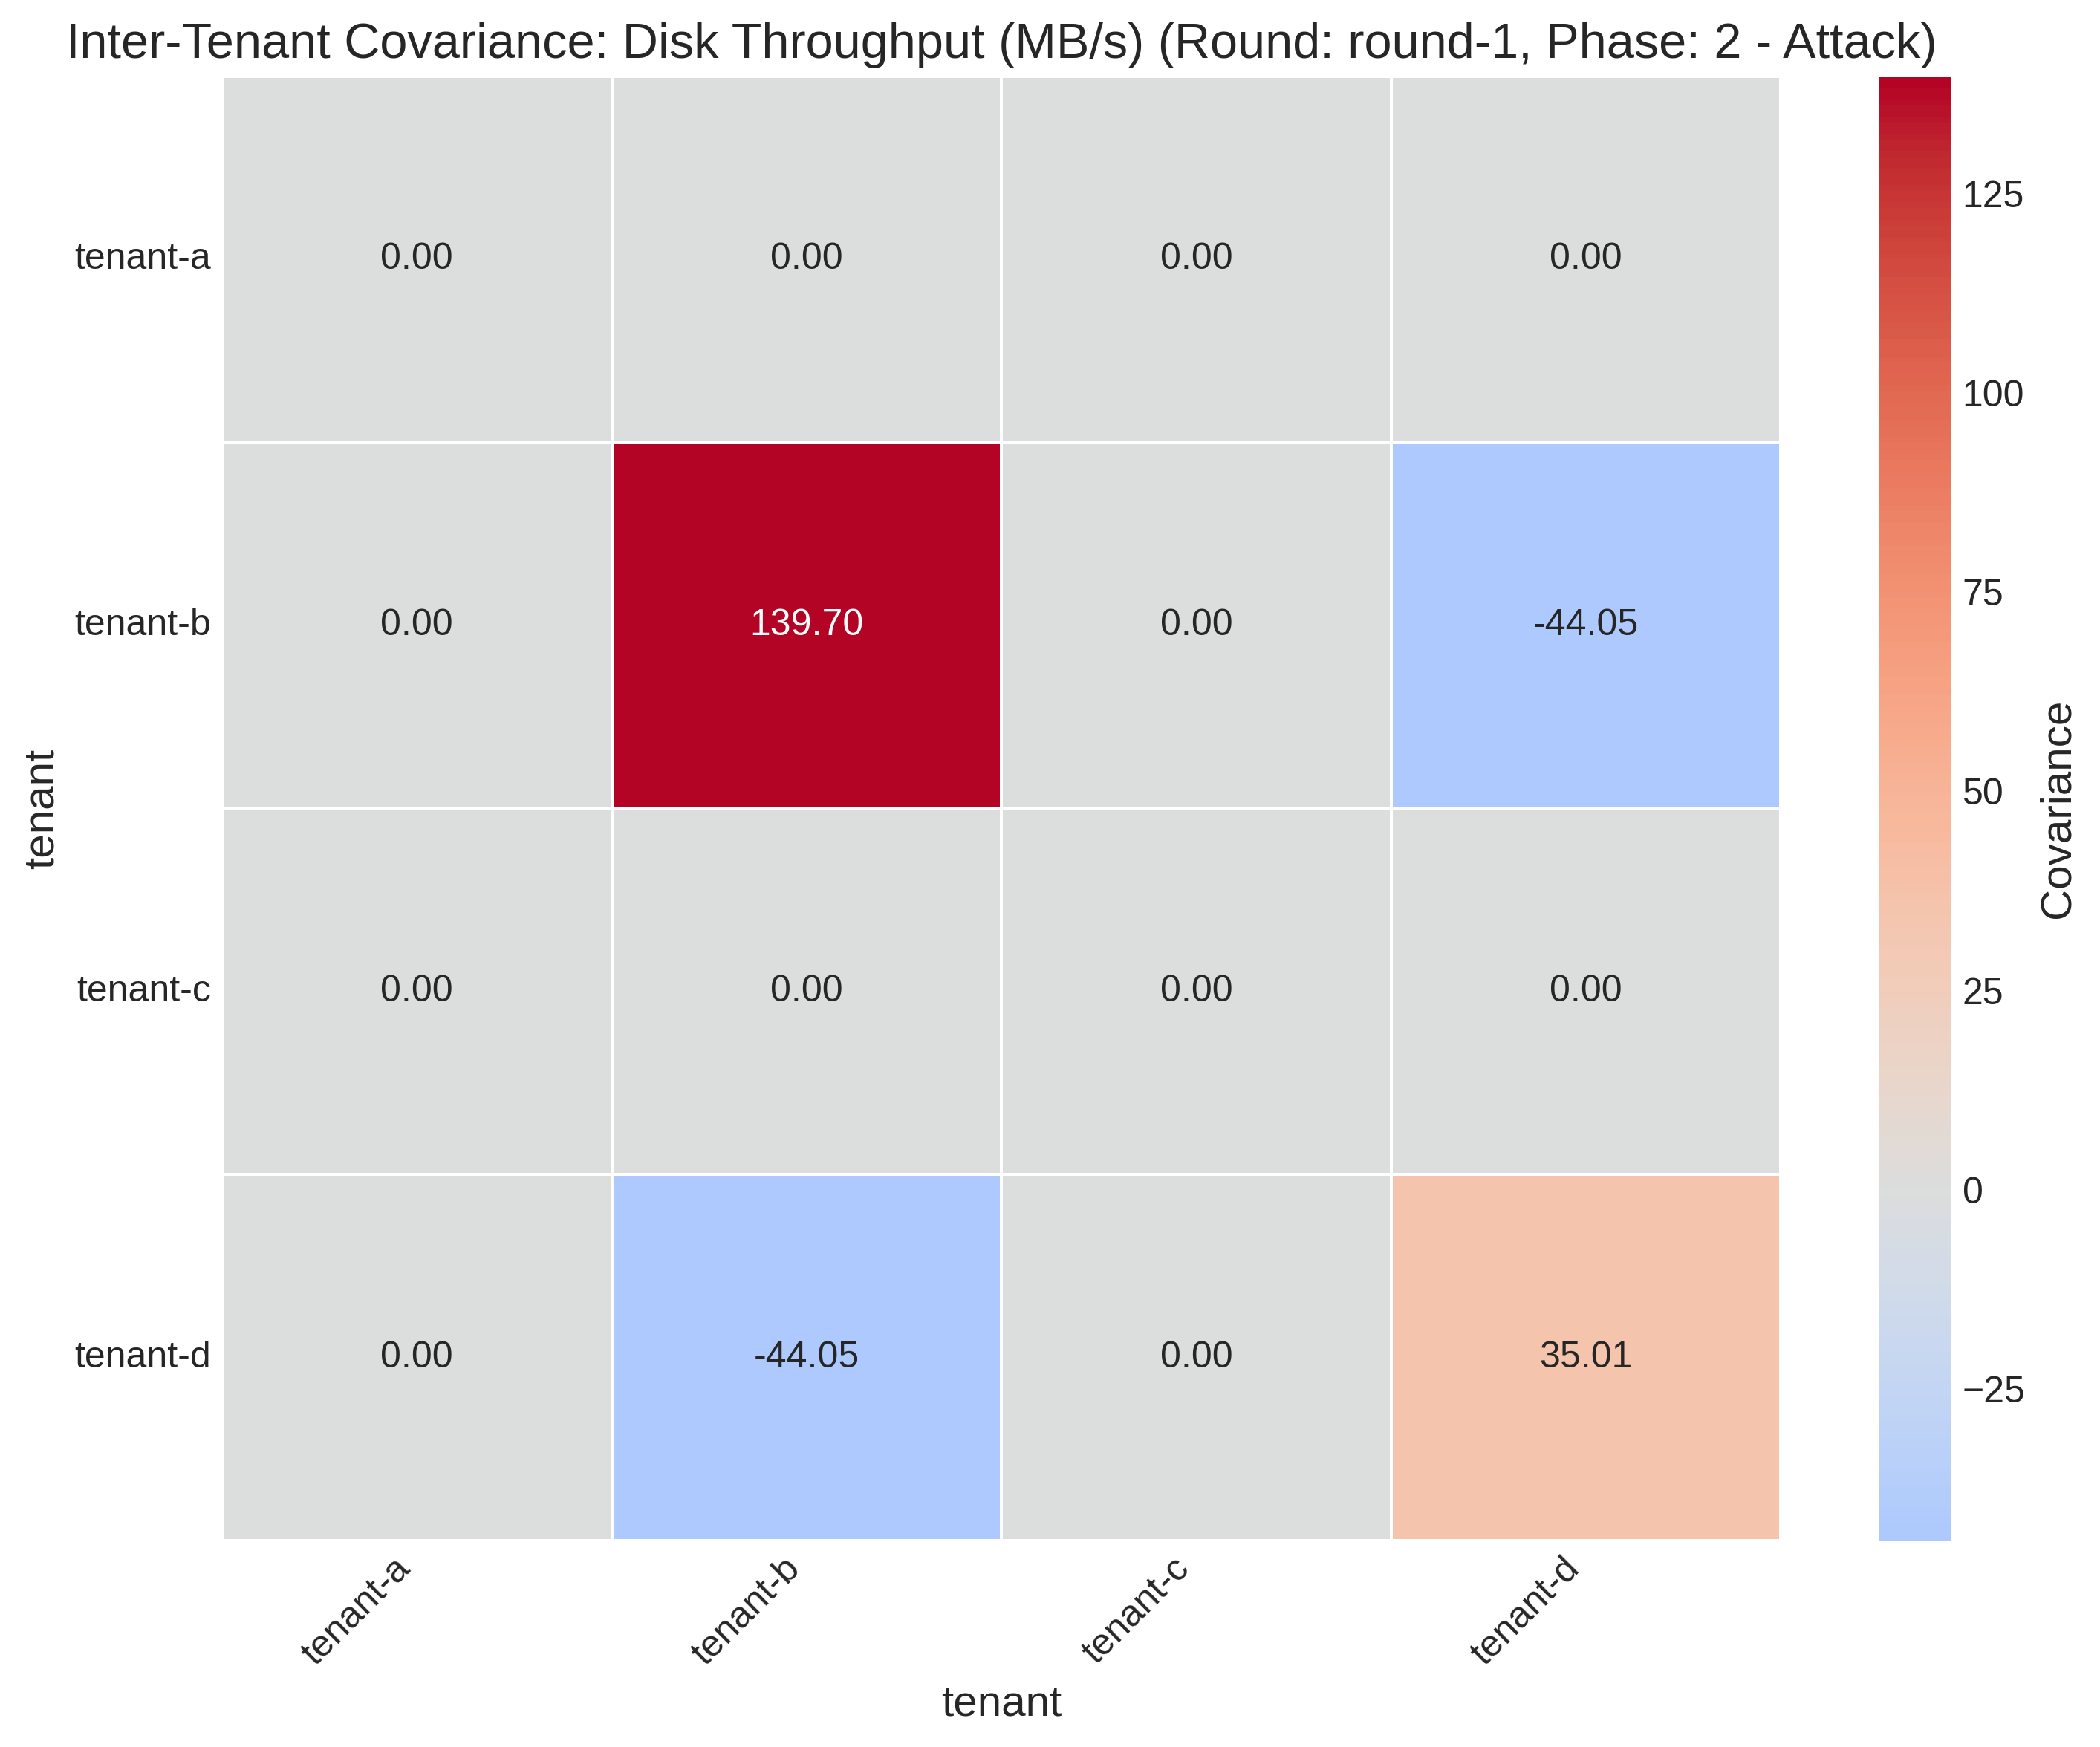 Inter-Tenant Covariance: Disk Throughput (MB/s) (Round: round-1, Phase: 2 - Attack)
tenant-a 0.00 0.00 0.00 0.00
tenant-b 0.00 139.70 0.00 -44.05
tenant-c 0.00 0.00 0.00 0.00
tenant-d 0.00 -44.05 0.00 35.01
tenant
tenant-a tenant-b tenant-c tenant-d
tenant
125
100
75
50
25
0
−25
Covariance